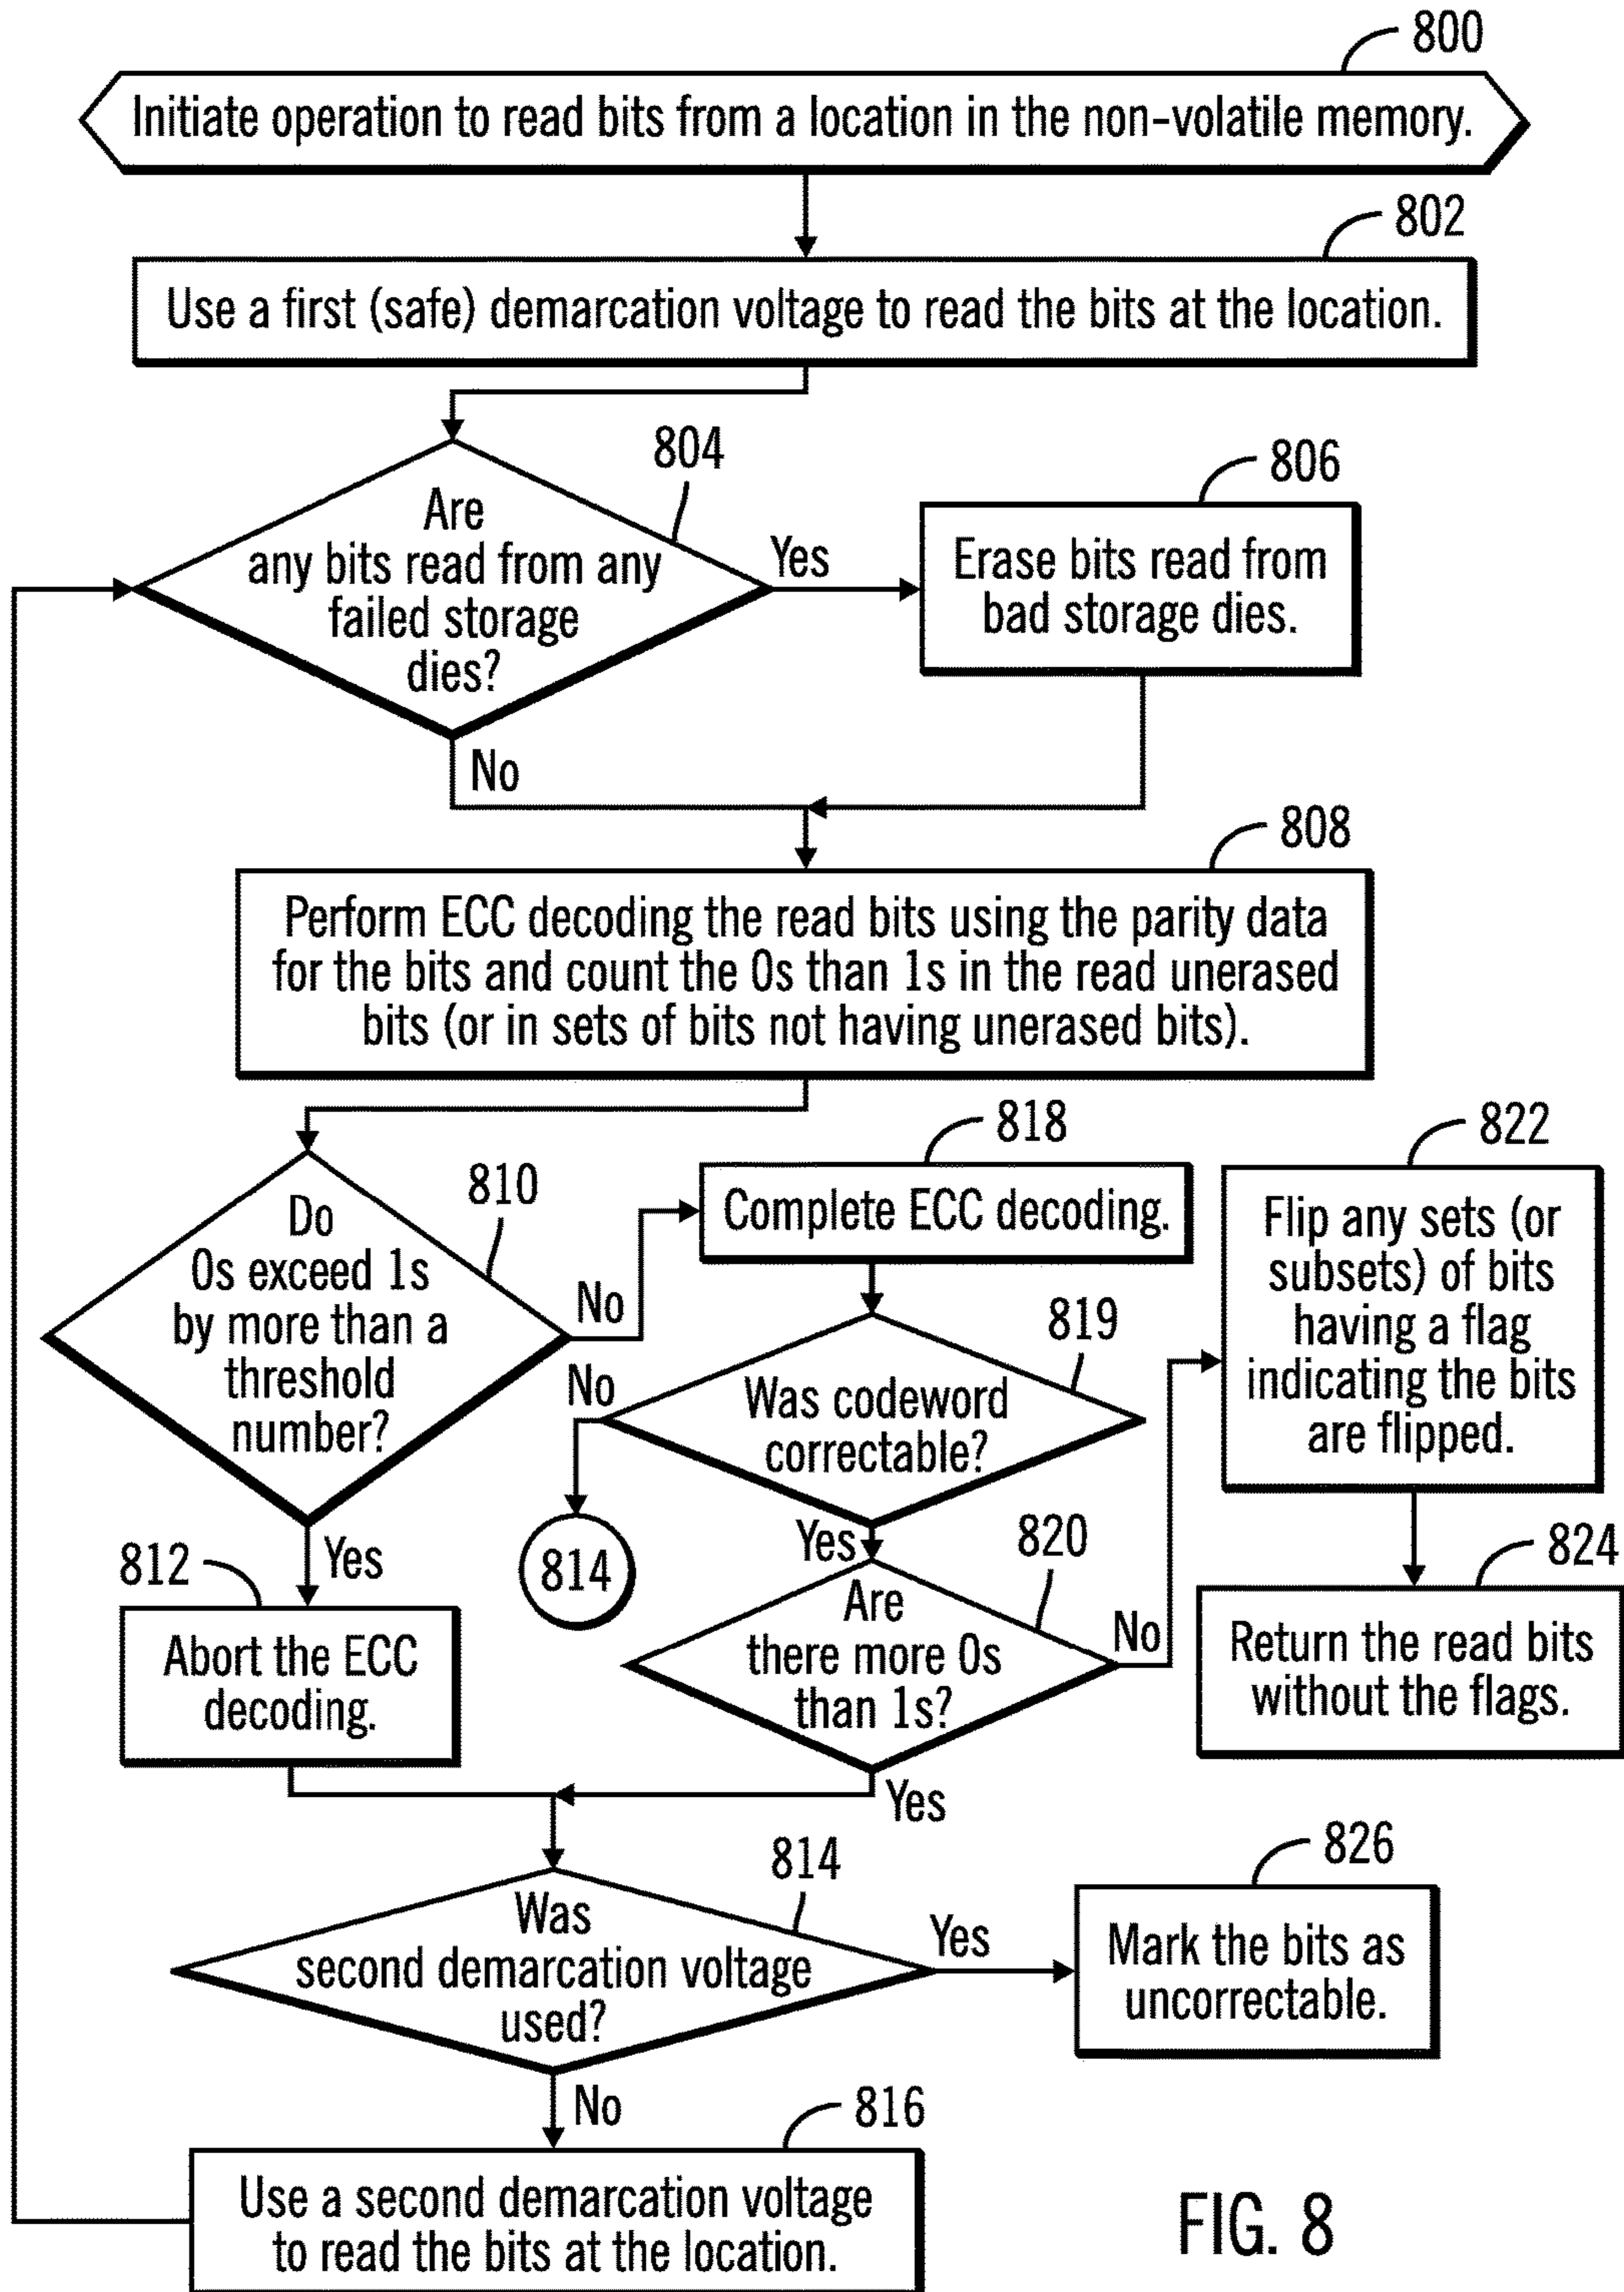 800
Initiate operation to read bits from a location in the non-volatile memory.
802
Use a first (safe) demarcation voltage to read the bits at the location.
804
Are
any bits read from any
failed storage
dies?
Yes
No
806
Erase bits read from
bad storage dies.
808
Perform ECC decoding the read bits using the parity data
for the bits and count the 0s than 1s in the read unerased
bits (or in sets of bits not having unerased bits).
810
Do
0s exceed 1s
by more than a
threshold
number?
No
Yes
818
Complete ECC decoding.
819
Was codeword
correctable?
No
814
Yes
820
Are
there more 0s
than 1s?
No
Yes
822
Flip any sets (or
subsets) of bits
having a flag
indicating the bits
are flipped.
824
Return the read bits
without the flags.
812
Abort the ECC
decoding.
814
Was
second demarcation voltage
used?
Yes
No
826
Mark the bits as
uncorrectable.
816
Use a second demarcation voltage
to read the bits at the location.
FIG. 8